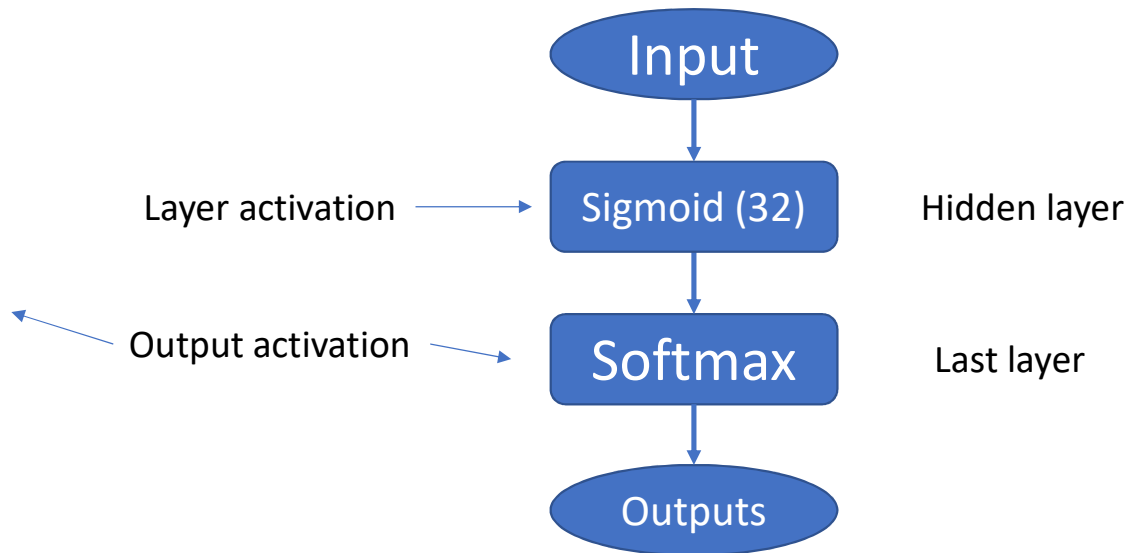 Input
Layer activation
Sigmoid (32)
Hidden layer
Output activation
Softmax
Last layer
Outputs